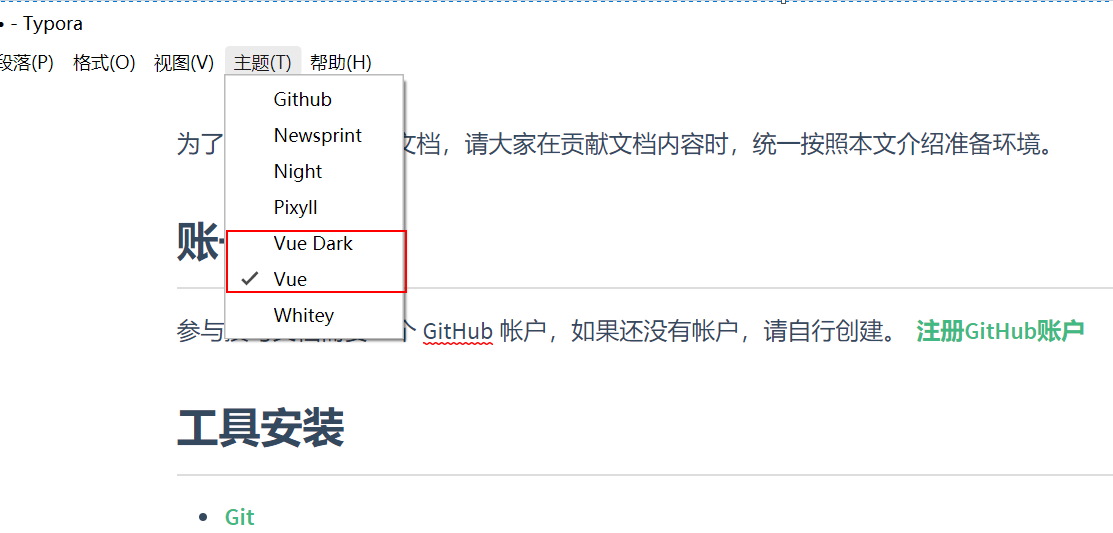 • - Typora
段落(P) 格式(O) 视图(V) 主题(T) 帮助(H)
Github
Newsprint
Night
Pixyll
Vue Dark
Vue
Whitey
为了 文档，请大家在贡献文档内容时，统一按照本文介绍准备环境。
账
参与 个 GitHub 帐户，如果还没有帐户，请自行创建。 注册GitHub账户
工具安装
• Git